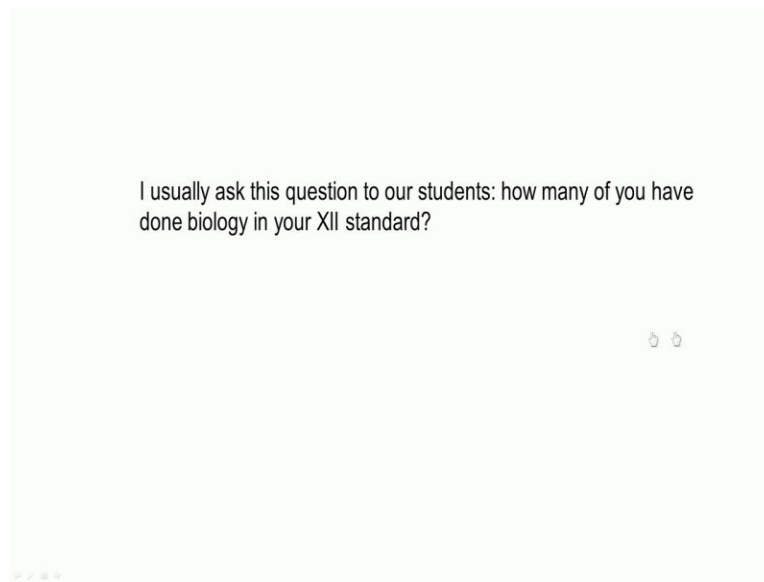 I usually ask this question to our students: how many of you have
done biology in your XII standard?